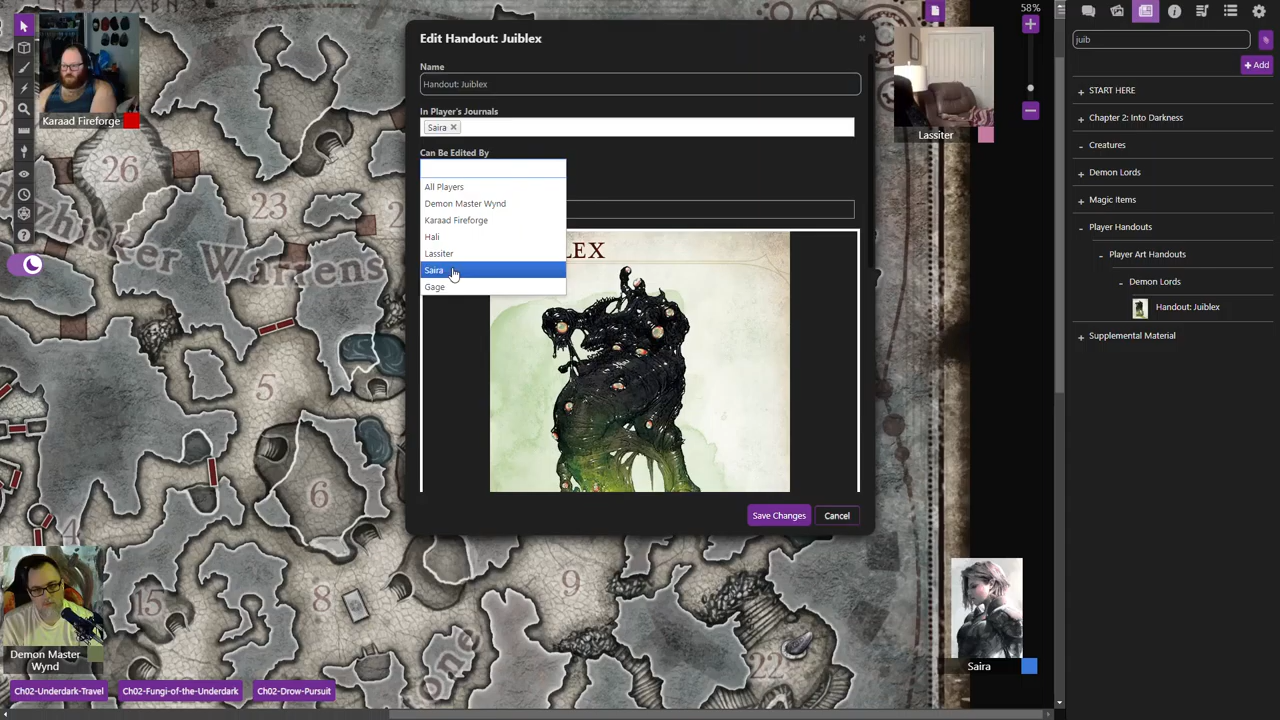 58%
Edit Handout: Juiblex
×
juib
Name
Handout: Juiblex
Add
START HERE
In Player's Journals
Saira ×
Chapter 2: Into Darkness
Karaad Fireforge
Lassiter
Creatures
Can Be Edited By
Demon Lords
All Players
Demon Master Wynd
Karaad Fireforge
Hali
Lassiter
Saira
Gage
Magic Items
Player Handouts
Player Art Handouts
Demon Lords
Handout: Juiblex
Supplemental Material
LEX
26
23
Warrens
5
6
4
8
9
15
22
one
Save Changes
Cancel
Demon Master
Wynd
Saira
Ch02-Underdark-Travel
Ch02-Fungi-of-the-Underdark
Ch02-Drow-Pursuit